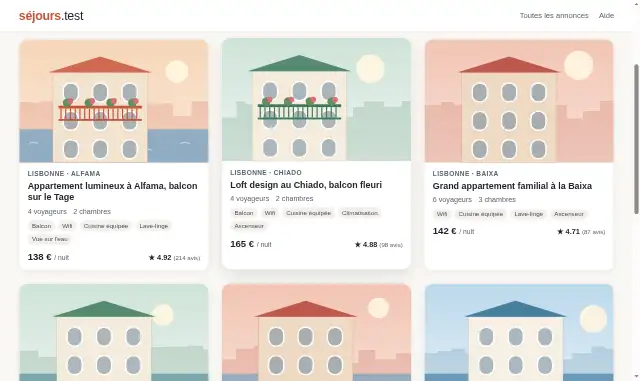 séjours.test
Toutes les annonces Aide
LISBONNE · ALFAMA
Appartement lumineux à Alfama, balcon
sur le Tage
4 voyageurs 2 chambres
Balcon Wifi Cuisine équipée Lave-linge
Vue sur l'eau
138 € / nuit ★ 4.92 (214 avis)
LISBONNE · CHIADO
Loft design au Chiado, balcon fleuri
4 voyageurs 2 chambres
Balcon Wifi Cuisine équipée Climatisation
Ascenseur
165 € / nuit ★ 4.88 (98 avis)
LISBONNE · BAIXA
Grand appartement familial à la Baixa
6 voyageurs 3 chambres
Wifi Cuisine équipée Lave-linge Ascenseur
142 € / nuit ★ 4.71 (87 avis)